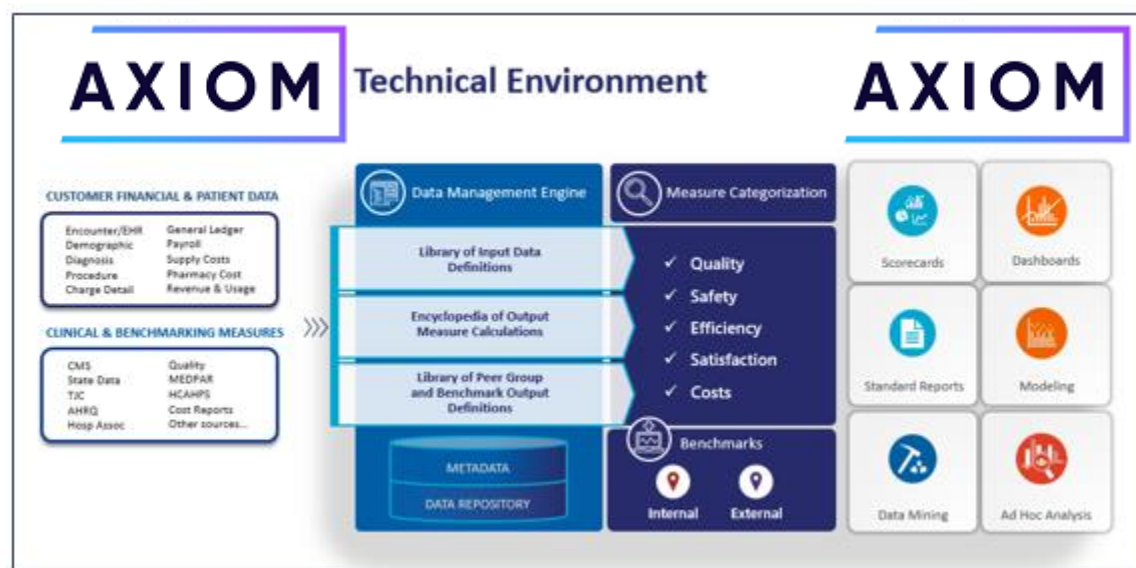 AXIOM
Technical Environment
AXIOM
CUSTOMER FINANCIAL & PATIENT DATA
Encounter/EHR
Demographic
Diagnosis
Procedure
Charge Detail
General Ledger
Payroll
Supply Costs
Pharmacy Cost
Revenue & Usage
CLINICAL & BENCHMARKING MEASURES
CMS
State Data
TJC
AHRQ
Hosp Assoc
Quality
MEDPAR
HCAHPS
Cost Reports
Other sources...
Data Management Engine
Library of Input Data
Definitions
Encyclopedia of Output
Measure Calculations
Library of Peer Group
and Benchmark Output
Definitions
METADATA
DATA REPOSITORY
Measure Categorization
✓ Quality
✓ Safety
✓ Efficiency
✓ Satisfaction
✓ Costs
Benchmarks
Internal
External
Scorecards
Dashboards
Standard Reports
Modeling
Data Mining
Ad Hoc Analysis